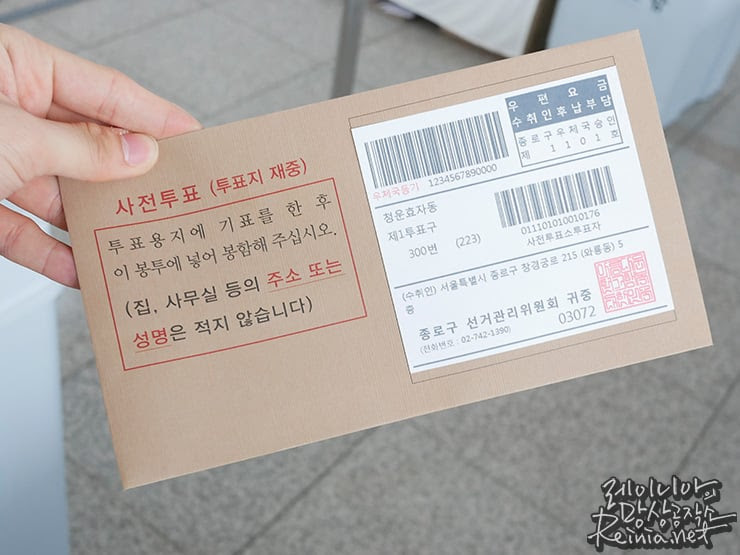 사전투표 (투표지 재중)
투표용지에 기표를 한 후
이 봉투에 넣어 봉함해 주십시오.
(집, 사무실 등의 주소 또는
성명은 적지 않습니다)
우편요금
수취인후납부담
종로구우체국승인
제 1101호
우체국등기 1234567890000
청운효자동
제1투표구
300번 (223)
011101010010176
사전투표소투표자
(수취인) 서울특별시 종로구 창경궁로 215 (와룡동) 5
층
종로구 선거관리위원회 귀중
03072
(전화번호 : 02-742-1390)
레이니아
망상공작소
Reinia.net